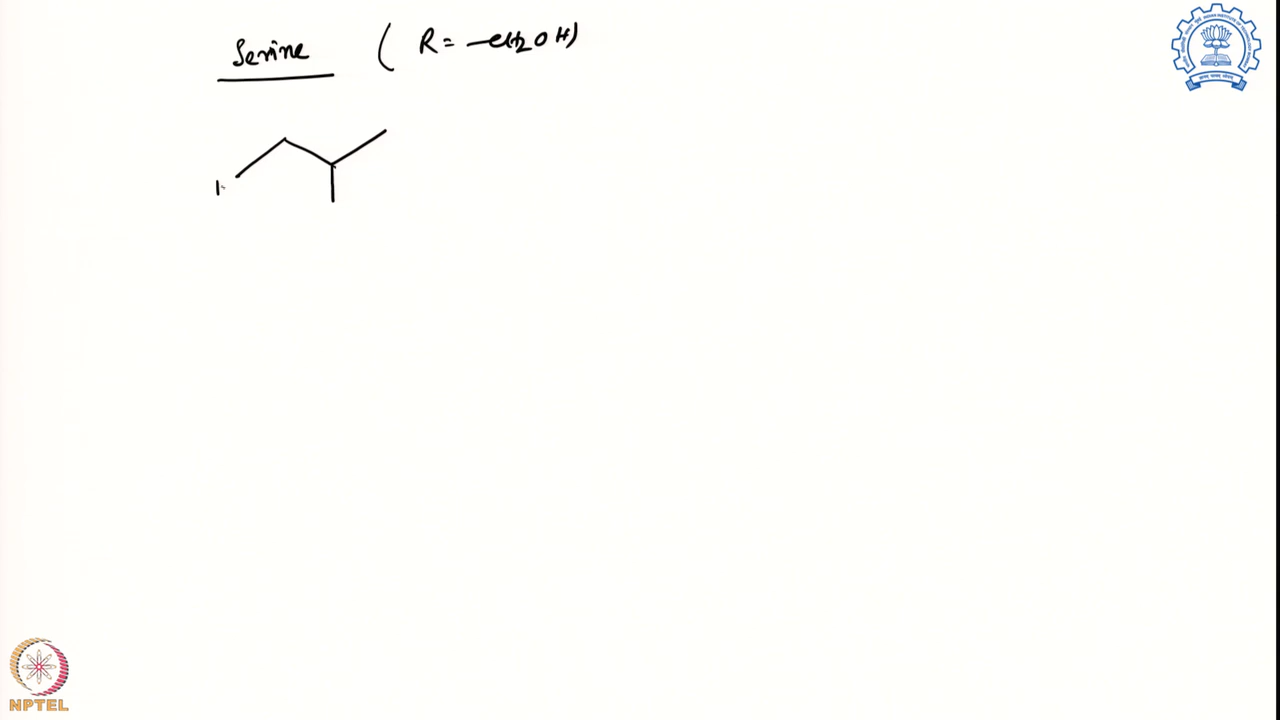 Serine ( R = -CH2OH)
NPTEL